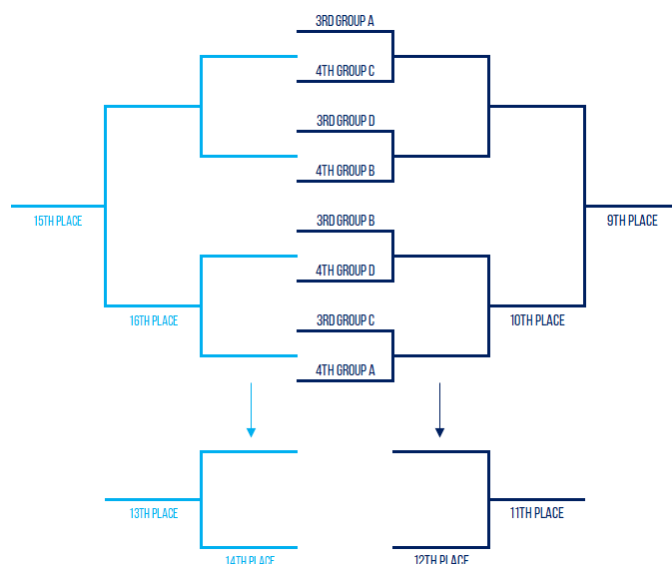 3RD GROUP A
4TH GROUP C
3RD GROUP D
4TH GROUP B
15TH PLACE
3RD GROUP B
9TH PLACE
4TH GROUP D
16TH PLACE
3RD GROUP C
10TH PLACE
4TH GROUP A
13TH PLACE
11TH PLACE
14TH PLACE
12TH PLACE